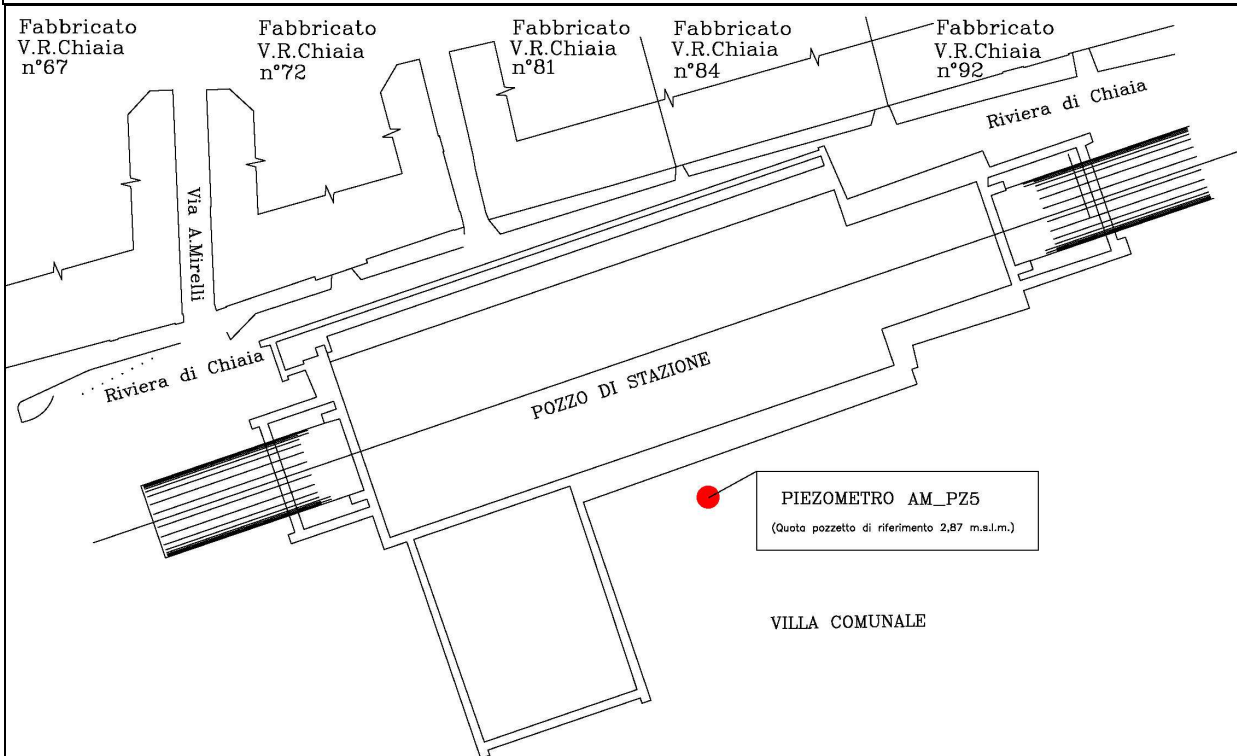 Fabbricato
V.R.Chiaia
n°67
Fabbricato
V.R.Chiaia
n°72
Fabbricato
V.R.Chiaia
n°81
Fabbricato
V.R.Chiaia
n°84
Fabbricato
V.R.Chiaia
n°92
Riviera di Chiaia
Via A.Mirelli
Riviera di Chiaia
POZZO DI STAZIONE
PIEZOMETRO AM_PZ5
(Quota pozzetto di riferimento 2,87 m.s.l.m.)
VILLA COMUNALE